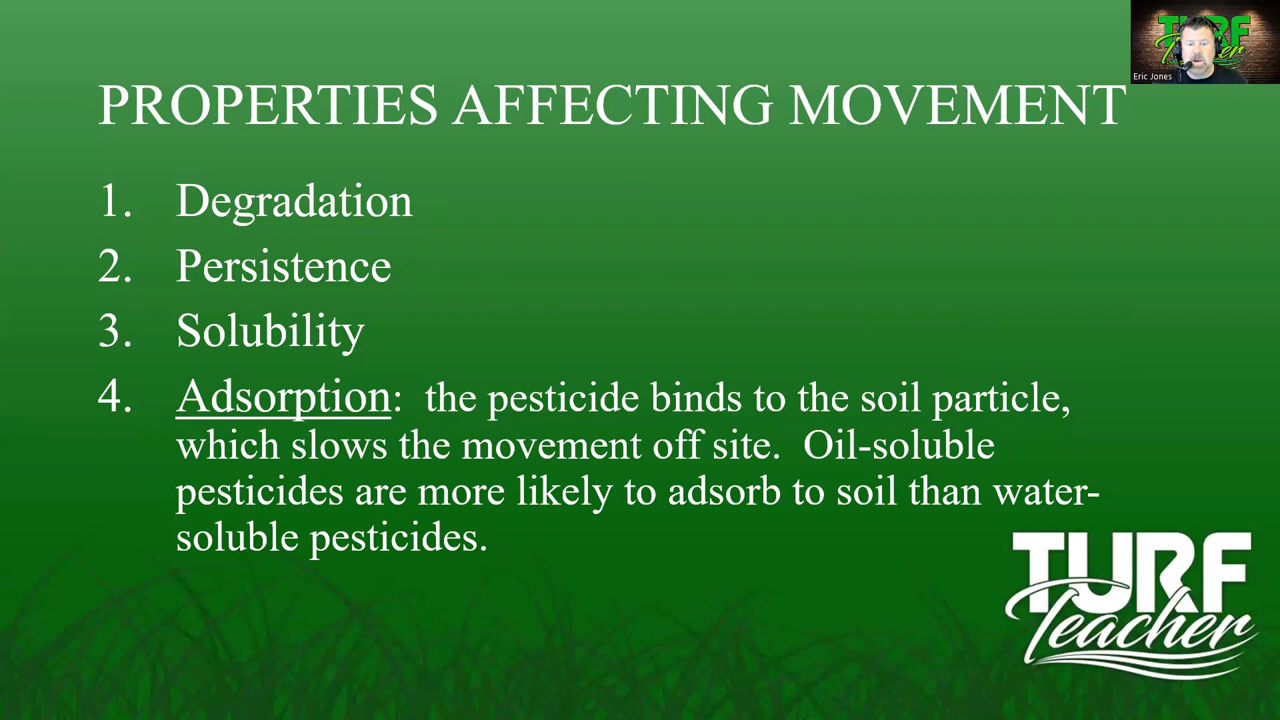 TURF
Teacher
Eric Jones
PROPERTIES AFFECTING MOVEMENT
1. Degradation
2. Persistence
3. Solubility
4. Adsorption: the pesticide binds to the soil particle,
which slows the movement off site. Oil-soluble
pesticides are more likely to adsorb to soil than water-
soluble pesticides.
TURF
Teacher